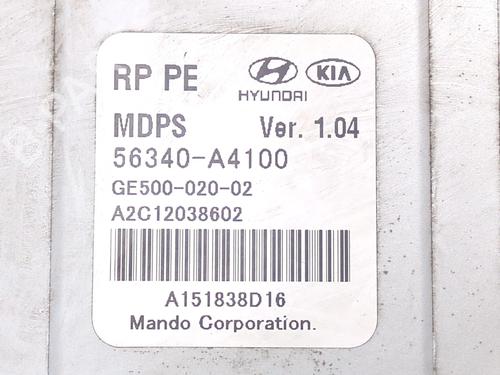 RP PE
HYUNDAI
KIA
MDPS Ver. 1.04
56340-A4100
GE500-020-02
A2C12038602
A151838D16
Mando Corporation.